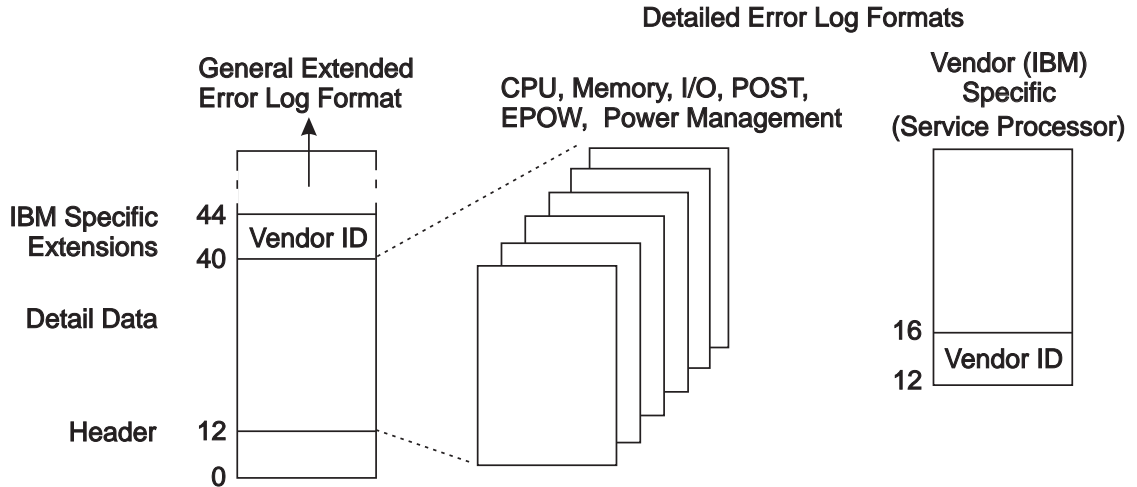 Detailed Error Log Formats
General Extended
Error Log Format
CPU, Memory, I/O, POST,
EPOW, Power Management
Vendor (IBM)
Specific
(Service Processor)
IBM Specific
Extensions
44
Vendor ID
40
Detail Data
Header
12
0
16
Vendor ID
12